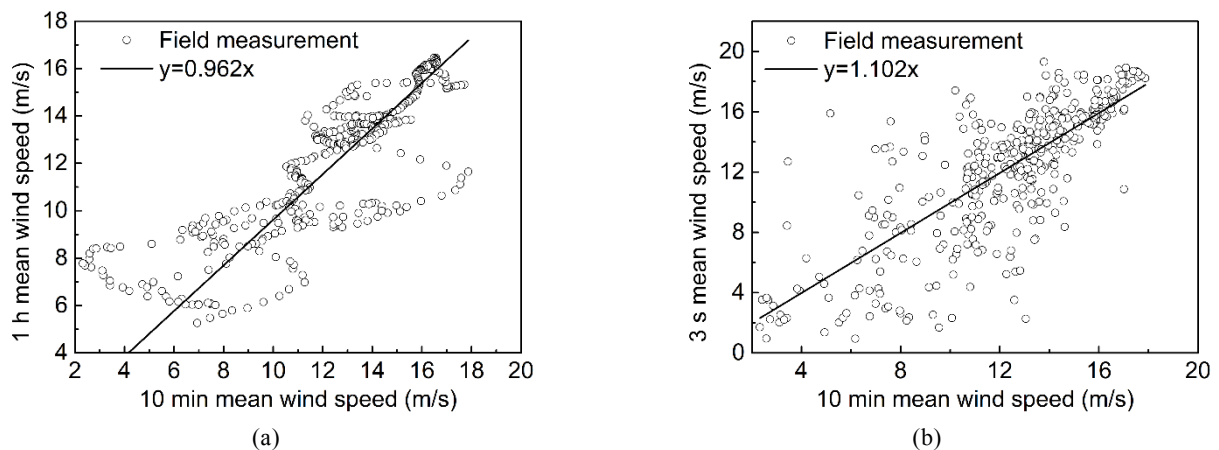 18
16
14
12
10
8
6
4
2 4 6 8 10 12 14 16 18 20
1 h mean wind speed (m/s)
10 min mean wind speed (m/s)
Field measurement
y=0.962x
(a)
20
16
12
8
4
0
4 8 12 16 20
3 s mean wind speed (m/s)
10 min mean wind speed (m/s)
Field measurement
y=1.102x
(b)